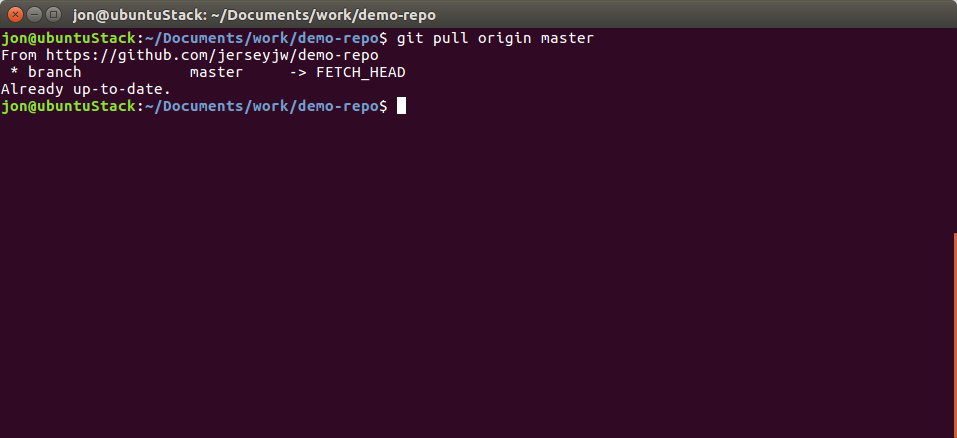 jon@ubuntuStack: ~/Documents/work/demo-repo
jon@ubuntuStack:~/Documents/work/demo-repo$ git pull origin master
From https://github.com/jerseyjw/demo-repo
 * branch            master     -> FETCH_HEAD
Already up-to-date.
jon@ubuntuStack:~/Documents/work/demo-repo$